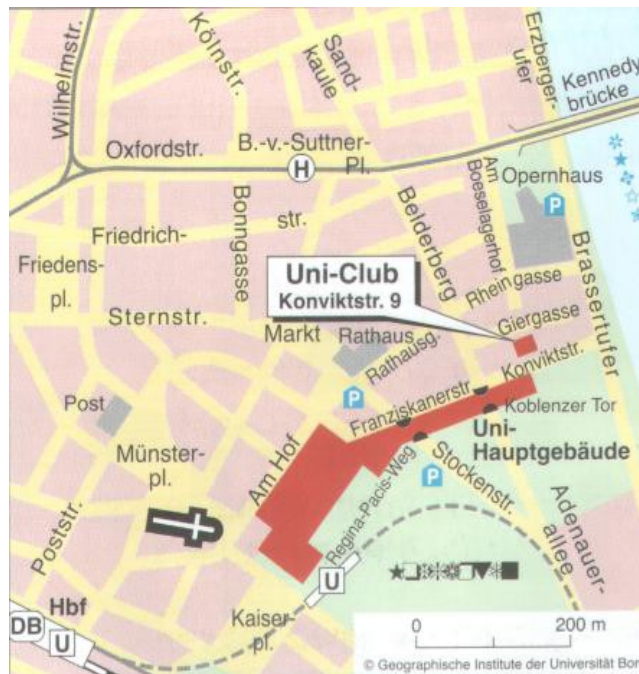 Wilhelmstr.
Kölnstr.
Sand-
kaule
Erzberger-
ufer
Kennedy
brücke
Oxfordstr.
B.-v.-Suttner-
Pl.
H
Am
Boeselagerhof
Opernhaus
P
Bonngasse
Friedrich-
str.
Belderberg
Brassertufer
Friedens-
pl.
Uni-Club
Konviktstr. 9
Rheingasse
Giergasse
Sternstr.
Markt
Rathaus
Rathausg.
Konviktstr.
P
Franziskanerstr.
Koblenzer Tor
Post
Uni-
Hauptgebäude
Münster-
pl.
Am Hof
Regina-Pacis-Weg
P
Stockenstr.
Adenauer-
allee
Poststr.
U
Hbf
DB
U
Kaiser-
pl.
0
200 m
© Geographische Institute der Universität Bon